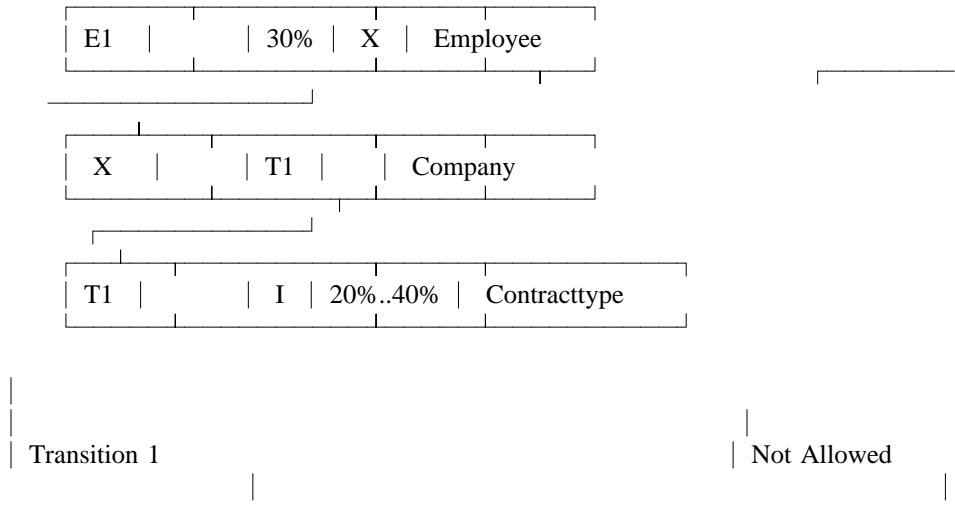 E1 30% X Employee
X T1 Company
T1 I 20%..40% Contracttype
Transition 1 Not Allowed